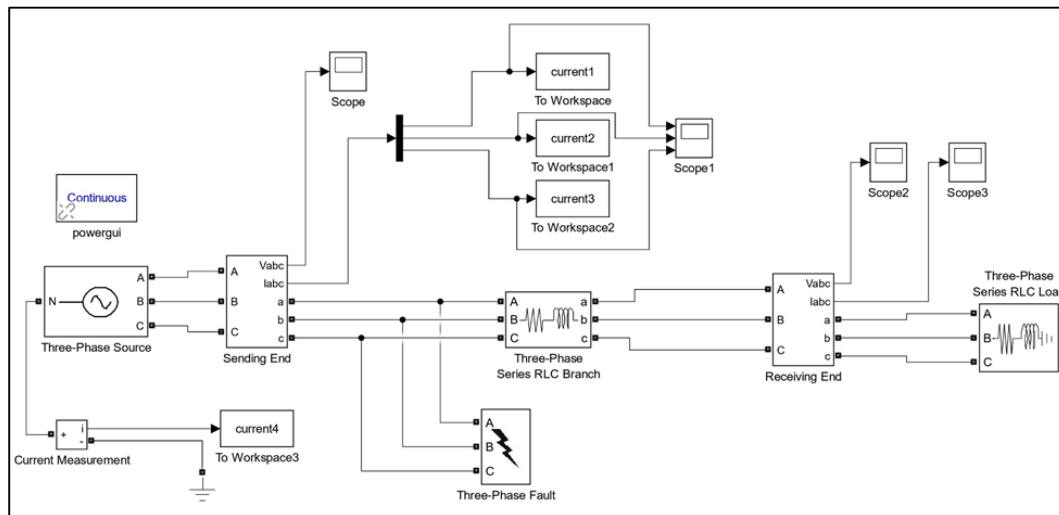 current1
To Workspace
Scope
current2
To Workspace1
Scope1
current3
To Workspace2
Scope2
Scope3
Continuous
powergui
N
A
B
C
Three-Phase Source
A
B
C
Vabc
Iabc
a
b
c
Sending End
A
B
C
a
b
c
Three-Phase
Series RLC Branch
A
B
C
Vabc
Iabc
a
b
c
Receiving End
Three-Phase
Series RLC Loa
A
B
C
+
i
-
Current Measurement
current4
To Workspace3
A
B
C
Three-Phase Fault